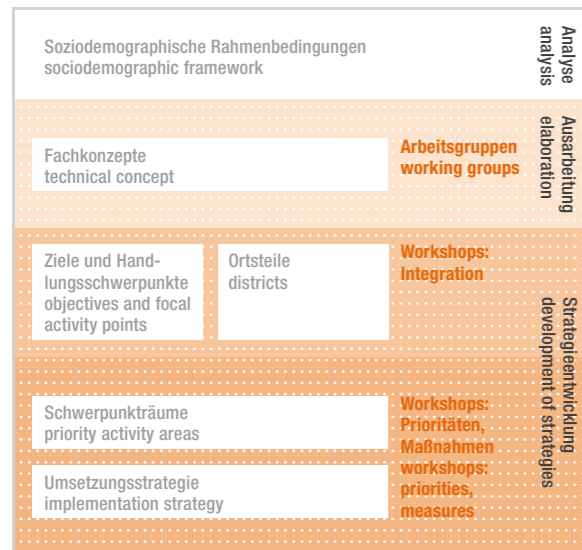 Soziodemographische Rahmenbedingungen
sociodemographic framework
Analyse
analysis
Fachkonzepte
technical concept
Arbeitsgruppen
working groups
Ausarbeitung
elaboration
Ziele und Hand-
lungsschwerpunkte
objectives and focal
activity points
Ortsteile
districts
Workshops:
Integration
Schwerpunkträume
priority activity areas
Umsetzungsstrategie
implementation strategy
Workshops:
Prioritäten,
Maßnahmen
workshops:
priorities,
measures
Strategieentwicklung
development of strategies